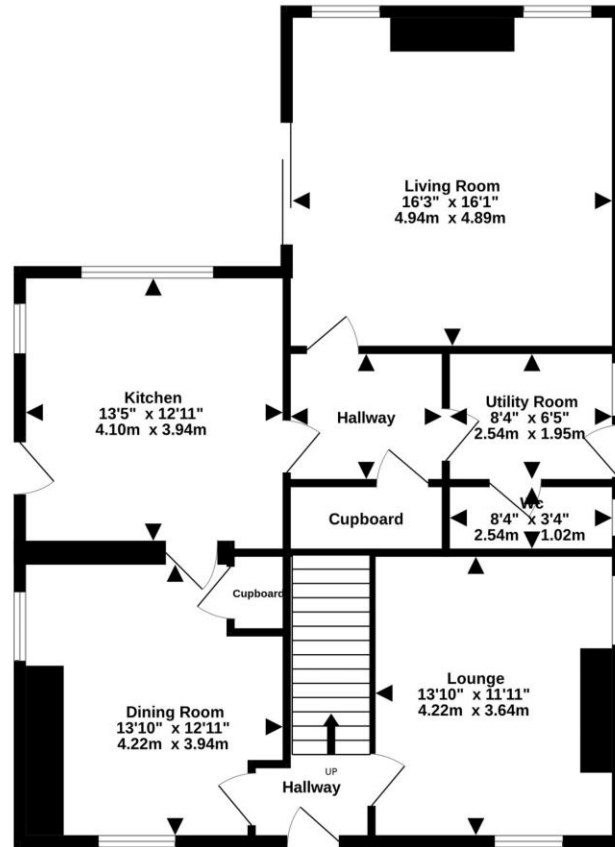 Living Room
16'3" x 16'1"
4.94m x 4.89m
Kitchen
13'5" x 12'11"
4.10m x 3.94m
Hallway
Utility Room
8'4" x 6'5"
2.54m x 1.95m
Cupboard
Wc
8'4" x 3'4"
2.54m x 1.02m
Cupboard
Dining Room
13'10" x 12'11"
4.22m x 3.94m
Lounge
13'10" x 11'11"
4.22m x 3.64m
UP
Hallway